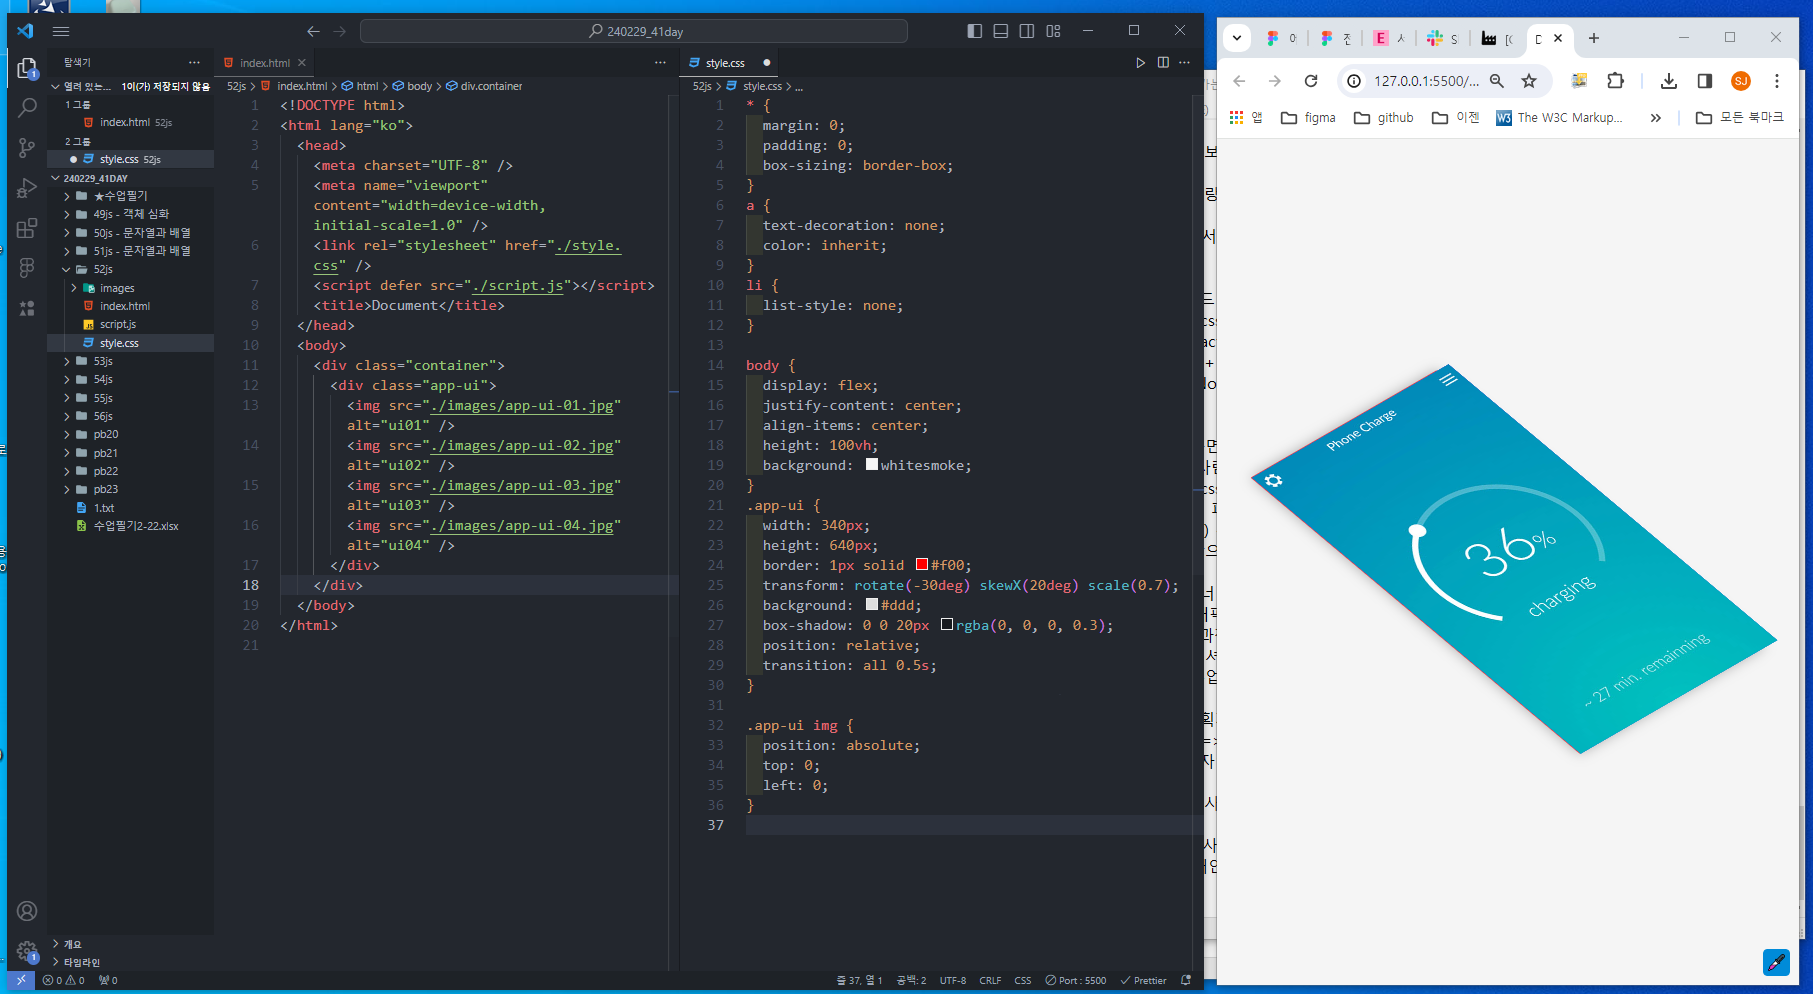 240229_41day
탐색기
열려 있는... 1이(가) 저장되지 않음
1 그룹
index.html 52js
2 그룹
style.css 52js
240229_41DAY
★수업필기
49js - 객체 심화
50js - 문자열과 배열
51js - 문자열과 배열
52js
images
index.html
script.js
style.css
53js
54js
55js
56js
pb20
pb21
pb22
pb23
1.txt
수업필기2-22.xlsx
개요
타임라인
index.html
52js > index.html > html > body > div.container
1 <!DOCTYPE html>
2 <html lang="ko">
3 <head>
4 <meta charset="UTF-8" />
5 <meta name="viewport"
content="width=device-width,
initial-scale=1.0" />
6 <link rel="stylesheet" href="./style.
css" />
7 <script defer src="./script.js"></script>
8 <title>Document</title>
9 </head>
10 <body>
11 <div class="container">
12 <div class="app-ui">
13 <img src="./images/app-ui-01.jpg"
alt="ui01" />
14 <img src="./images/app-ui-02.jpg"
alt="ui02" />
15 <img src="./images/app-ui-03.jpg"
alt="ui03" />
16 <img src="./images/app-ui-04.jpg"
alt="ui04" />
17 </div>
18 </div>
19 </body>
20 </html>
21
style.css
52js > style.css > ...
1 * {
2 margin: 0;
3 padding: 0;
4 box-sizing: border-box;
5 }
6 a {
7 text-decoration: none;
8 color: inherit;
9 }
10 li {
11 list-style: none;
12 }
13
14 body {
15 display: flex;
16 justify-content: center;
17 align-items: center;
18 height: 100vh;
19 background: whitesmoke;
20 }
21 .app-ui {
22 width: 340px;
23 height: 640px;
24 border: 1px solid #f00;
25 transform: rotate(-30deg) skewX(20deg) scale(0.7);
26 background: #ddd;
27 box-shadow: 0 0 20px rgba(0, 0, 0, 0.3);
28 position: relative;
29 transition: all 0.5s;
30 }
31
32 .app-ui img {
33 position: absolute;
34 top: 0;
35 left: 0;
36 }
37
0 0 0
줄 37, 열 1 공백: 2 UTF-8 CRLF CSS Port : 5500 Prettier
127.0.0.1:5500/...
SJ
앱 figma github 이젠 W3 The W3C Markup... » 모든 북마크
Phone Charge
36%
charging
~ 27 min. remainning